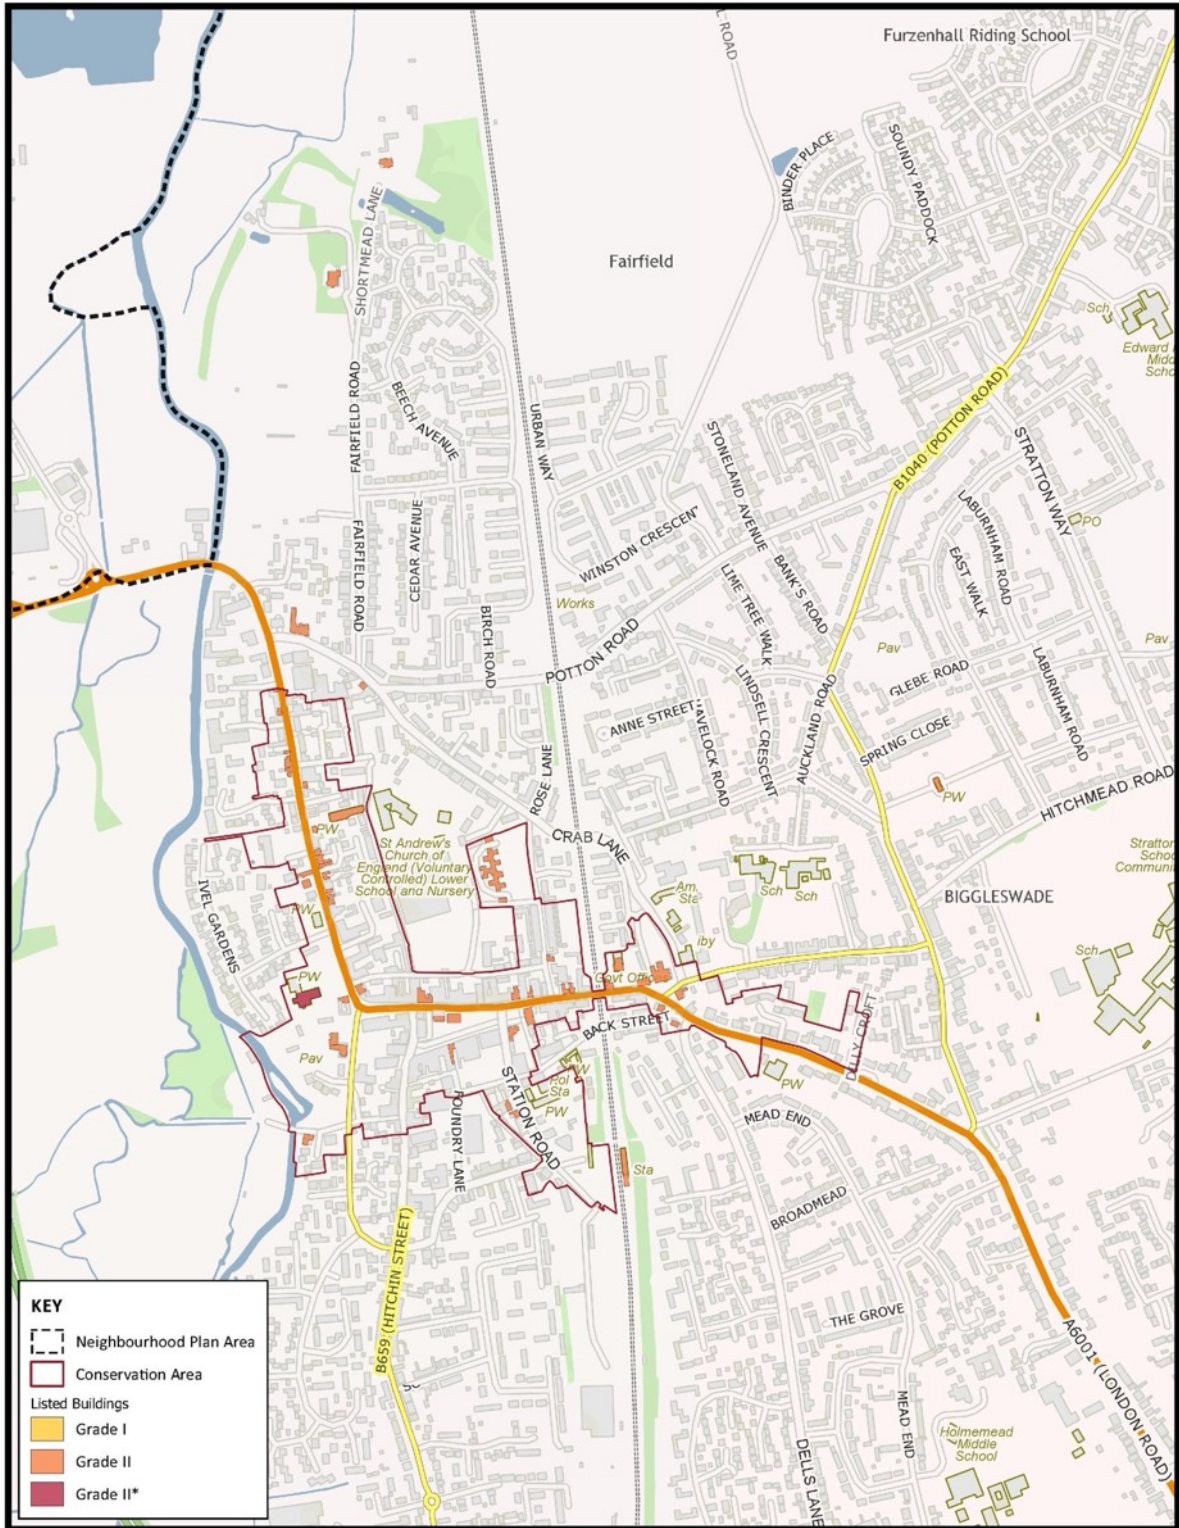 Furzenhall Riding School
L ROAD
BINDER PLACE
SOUNDY PADDOCK
SHORTMEAD LANE
Fairfield
Sch
Edward
Midd
Scho
FAIRFIELD ROAD
BEECH AVENUE
URBAN WAY
B1040 (POTTON ROAD)
STONELAND AVENUE
STRATTON WAY
CEDAR AVENUE
FAIRFIELD ROAD
WINSTON CRESCEN
LABURNHAM ROAD
PO
EAST WALK
BANK'S ROAD
LIME TREE WALK
Works
BIRCH ROAD
POTTON ROAD
Pav
Pav
GLEBE ROAD
LABURNHAM ROAD
LINDSELL CRESCENT
ANNE STREET
AVELOCK ROAD
AUCKLAND ROAD
SPRING CLOSE
ROSE LANE
PW
HITCHMEAD ROAD
CRAB LANE
PW
St Andrew's
Church of
England (Voluntary
Controlled) Lower
School and Nursery
Stratton
Schoo
Communi
Sch
Sch
Am
Sta
BIGGLESWADE
IVEL GARDENS
PW
iby
Sch
PW
Govt Offic
BACK STREET
DELLY CROFT
Pav
PW
Pol
Sta
PW
PW
STATION ROAD
FOUNDRY LANE
MEAD END
Sta
BROADMEAD
B659 (HITCHIN STREET)
THE GROVE
A6001 (LONDON ROAD)
MEAD END
Holmemead
Middle
School
DELLS LANE
KEY
Neighbourhood Plan Area
Conservation Area
Listed Buildings
Grade I
Grade II
Grade II*